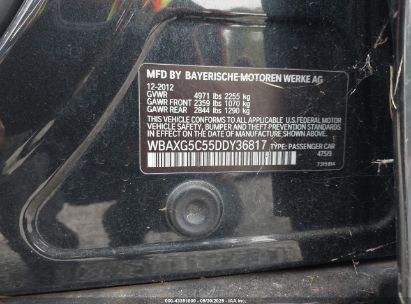 MFD BY BAYERISCHE MOTOREN WERKE AG
12-2012
GVWR 4971 lbs 2255 kg
GAWR FRONT 2359 lbs 1070 kg
GAWR REAR 2844 lbs 1290 kg
THIS VEHICLE CONFORMS TO ALL APPLICABLE U.S. FEDERAL MOTOR
VEHICLE SAFETY, BUMPER, AND THEFT PREVENTION STANDARDS
IN EFFECT ON THE DATE OF MANUFACTURE SHOWN ABOVE.
WBAXG5C55DDY36817 TYPE: PASSENGER CAR
475/9